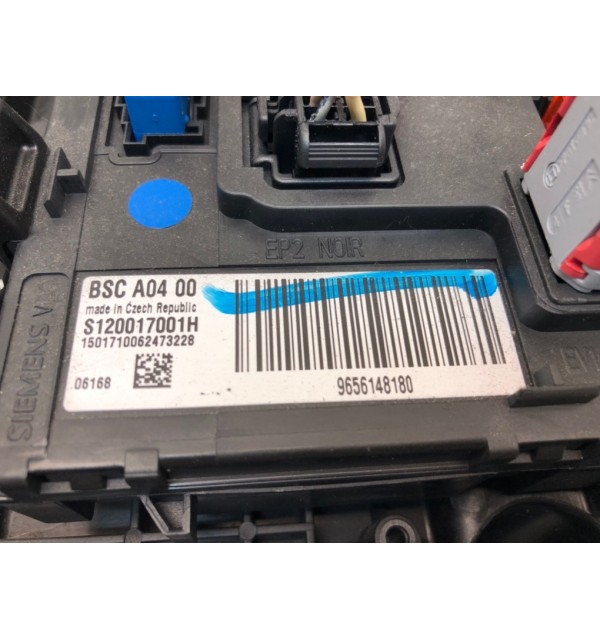 EP2 NOIR
BSC A04 00
made in Czech Republic
S120017001H
1501710062473228
06168
9656148180
SIEMENS V